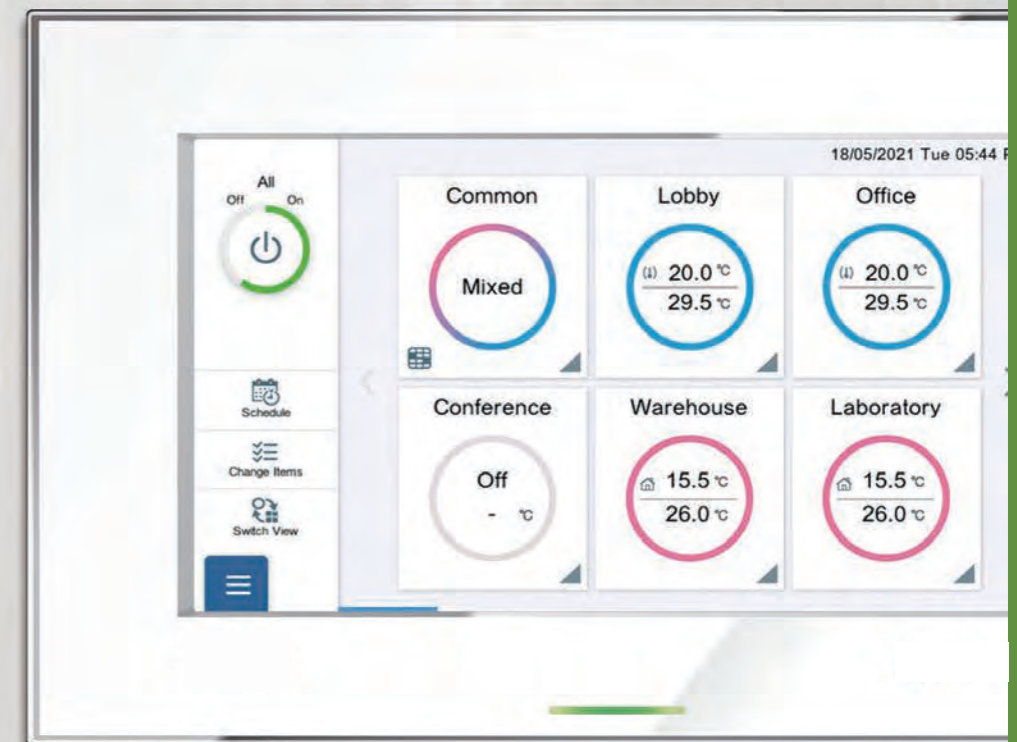 18/05/2021 Tue 05:44
All
Off On
Schedule
Change Items
Switch View
Common
Mixed
Lobby
20.0 ℃
29.5 ℃
Office
20.0 ℃
29.5 ℃
Conference
Off
- ℃
Warehouse
15.5 ℃
26.0 ℃
Laboratory
15.5 ℃
26.0 ℃